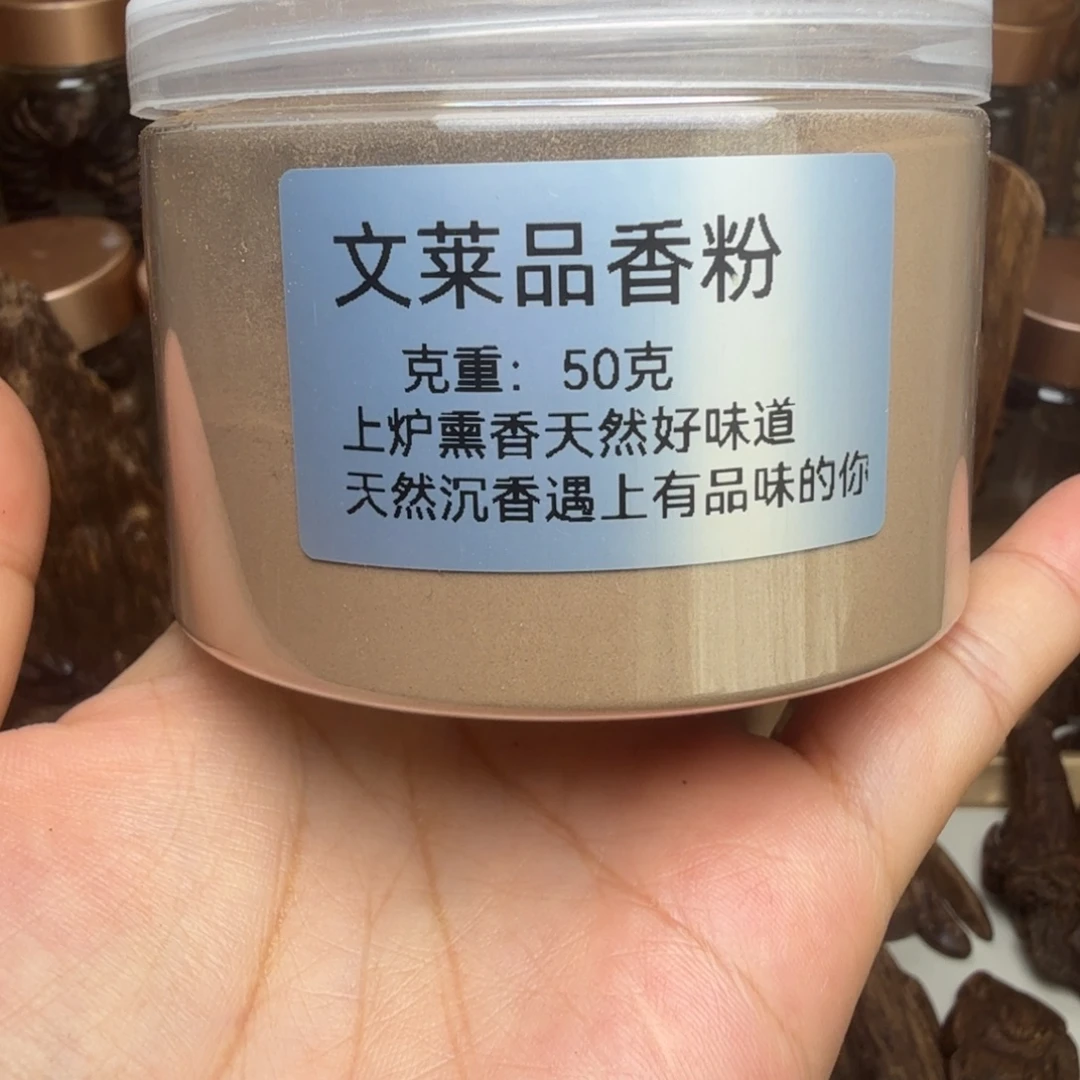 文莱品香粉
克重：50克
上炉熏香天然好味道
天然沉香遇上有品味的你